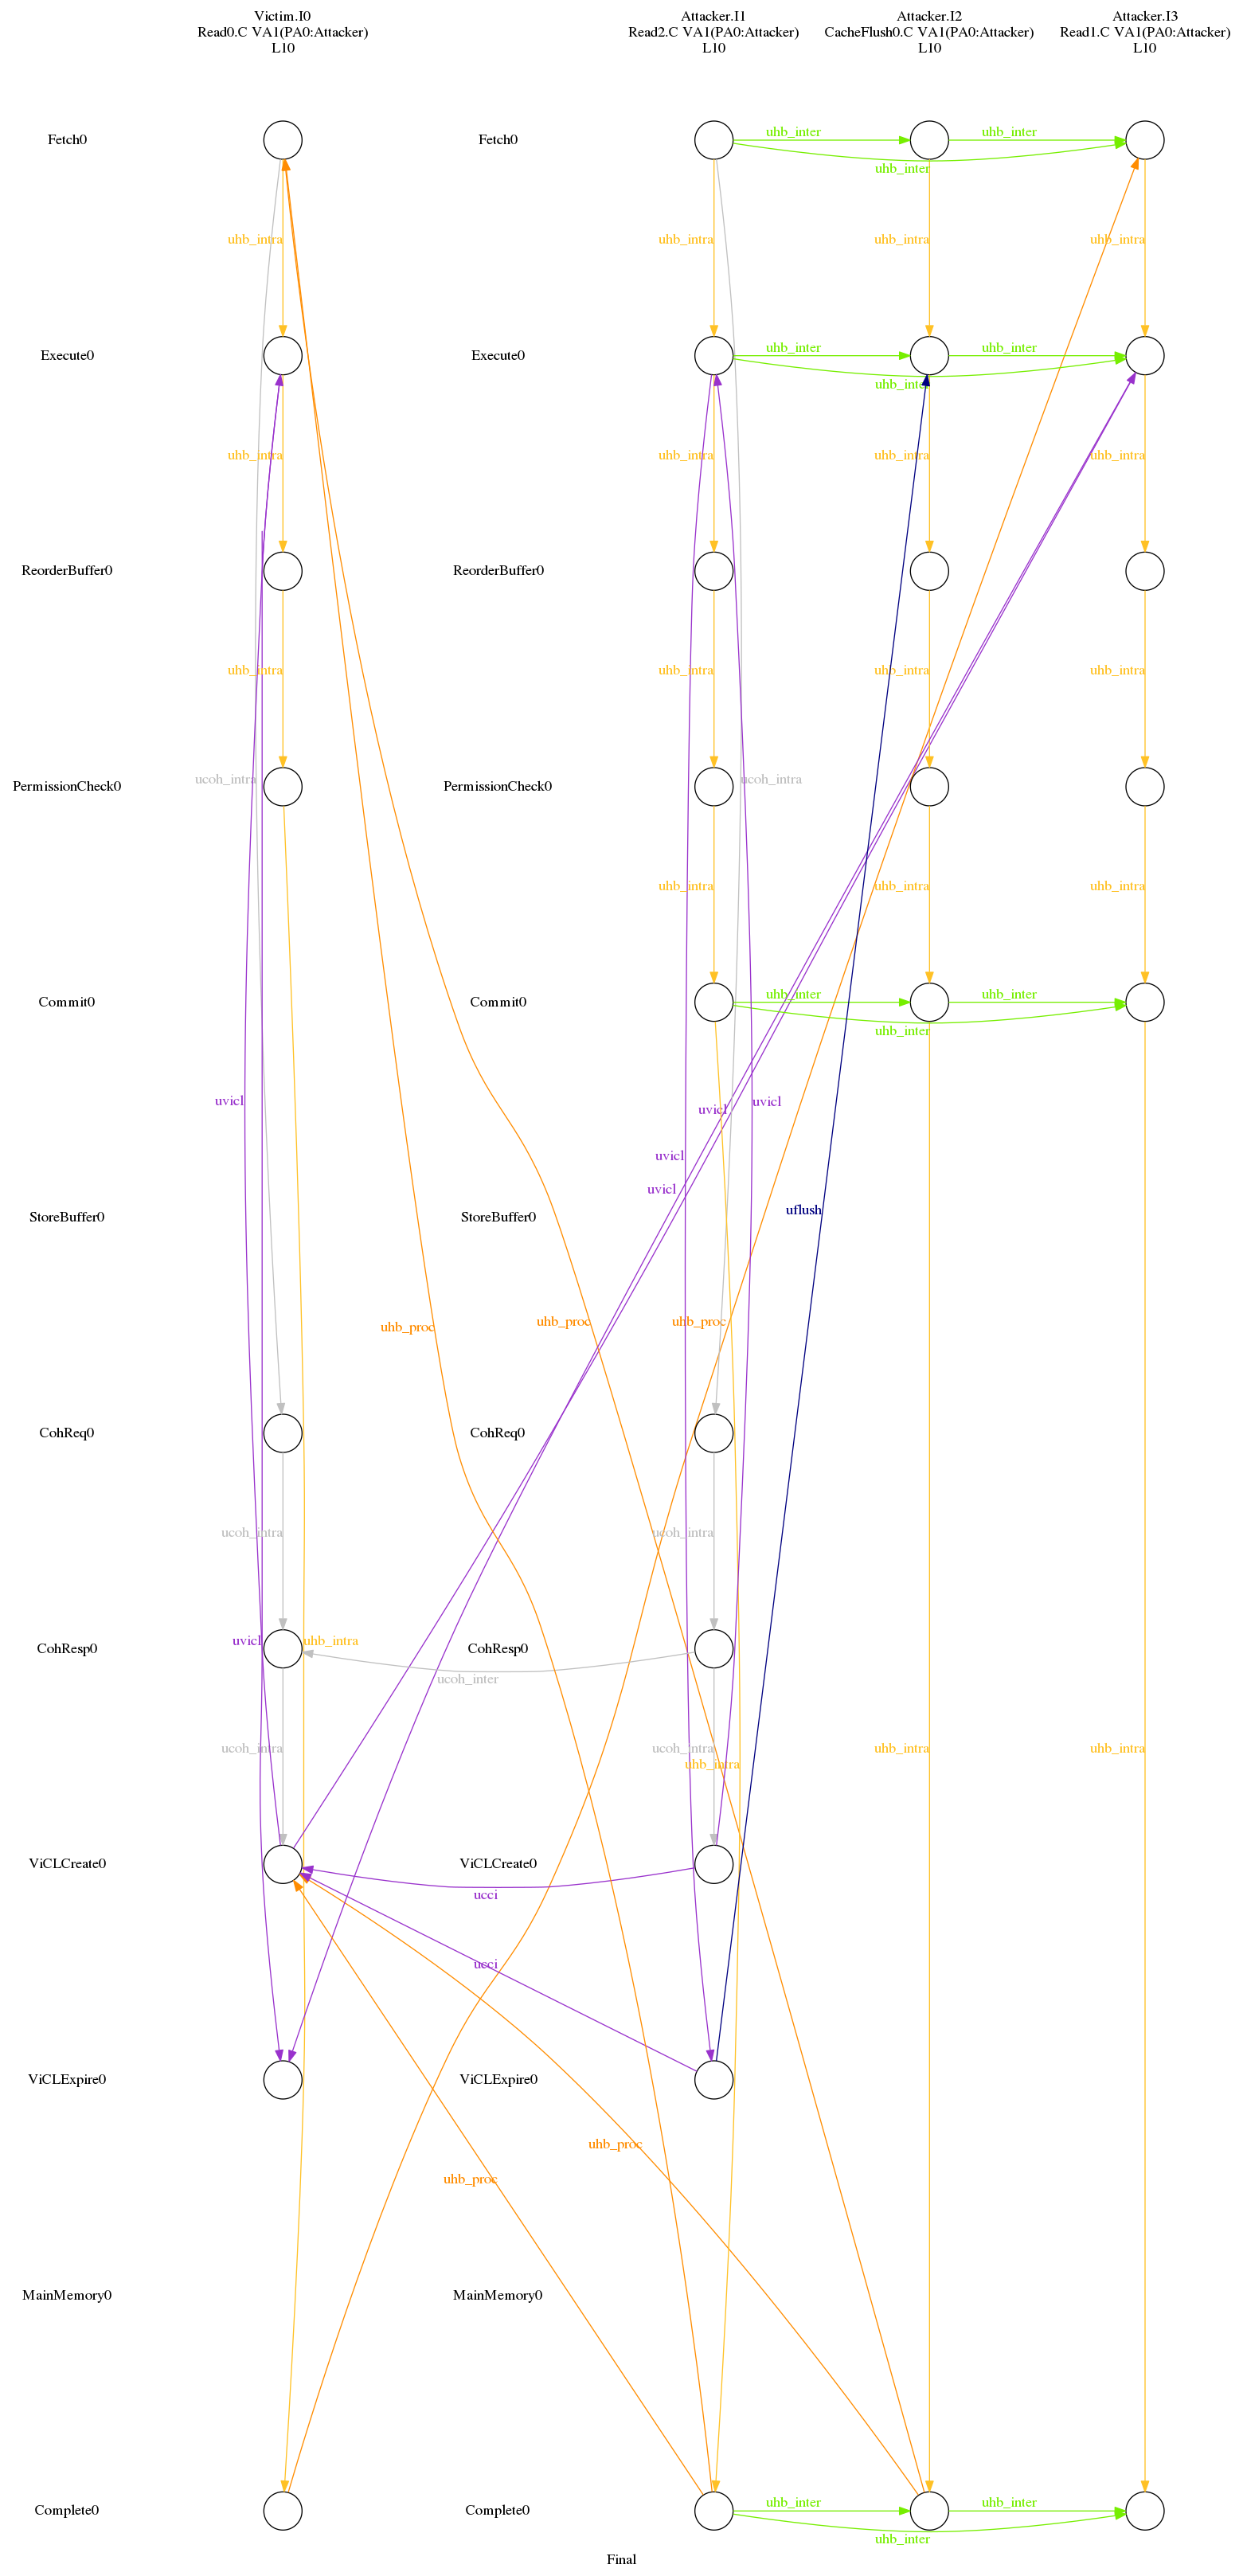 Victim.I0
Read0.C VA1(PA0:Attacker)
L10
Attacker.I1
Read2.C VA1(PA0:Attacker)
L10
Attacker.I2
CacheFlush0.C VA1(PA0:Attacker)
L10
Attacker.I3
Read1.C VA1(PA0:Attacker)
L10
uhb_inter
uhb_inter
Fetch0
Fetch0
uhb_inter
uhb_intra
uhb_intra
uhb_intra
uhb_intra
uhb_inter
uhb_inter
Execute0
Execute0
uhb_inter
uhb_intra
uhb_intra
uhb_intra
uhb_intra
ReorderBuffer0
ReorderBuffer0
uhb_intra
uhb_intra
uhb_intra
uhb_intra
ucoh_intra
ucoh_intra
PermissionCheck0
PermissionCheck0
uhb_intra
uhb_intra
uhb_intra
uhb_inter
uhb_inter
Commit0
Commit0
uhb_inter
uvicl
uvicl
uvicl
uvicl
uvicl
uflush
StoreBuffer0
StoreBuffer0
uhb_proc
uhb_proc
uhb_proc
CohReq0
CohReq0
ucoh_intra
ucoh_intra
uvicl
uhb_intra
CohResp0
CohResp0
ucoh_inter
ucoh_intra
ucoh_intra
uhb_intra
uhb_intra
uhb_intra
ViCLCreate0
ViCLCreate0
ucci
ucci
ViCLExpire0
ViCLExpire0
uhb_proc
uhb_proc
MainMemory0
MainMemory0
uhb_inter
uhb_inter
Complete0
Complete0
uhb_inter
Final